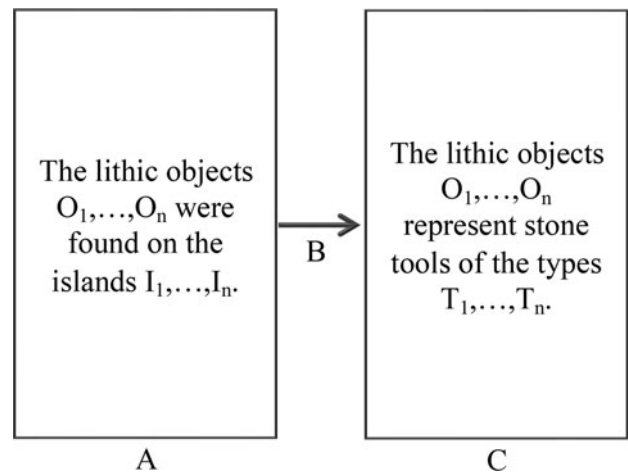 The lithic objects
O₁,…,Oₙ were
found on the
islands I₁,…,Iₙ.
B
The lithic objects
O₁,…,Oₙ
represent stone
tools of the types
T₁,…,Tₙ.
A
C